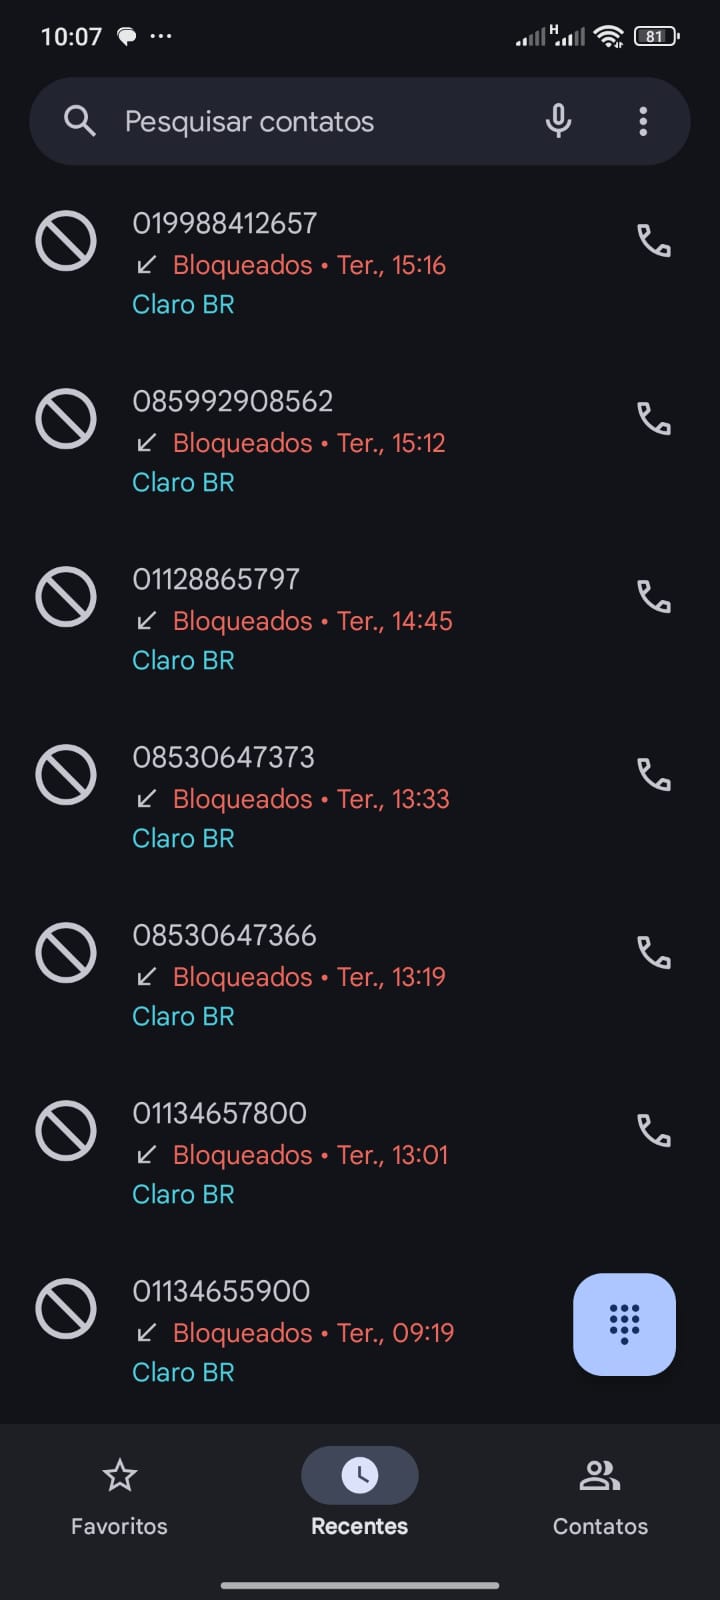 10:07
H
81
Pesquisar contatos
019988412657
Bloqueados • Ter., 15:16
Claro BR
085992908562
Bloqueados • Ter., 15:12
Claro BR
01128865797
Bloqueados • Ter., 14:45
Claro BR
08530647373
Bloqueados • Ter., 13:33
Claro BR
08530647366
Bloqueados • Ter., 13:19
Claro BR
01134657800
Bloqueados • Ter., 13:01
Claro BR
01134655900
Bloqueados • Ter., 09:19
Claro BR
Favoritos
Recentes
Contatos